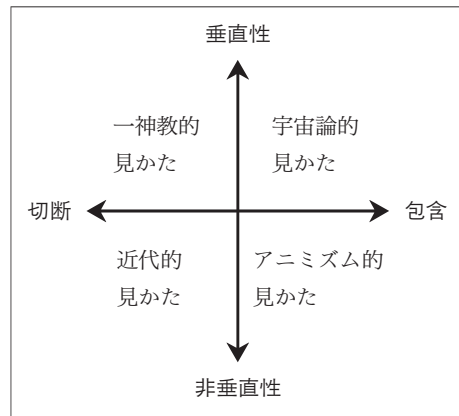 垂直性
一神教的
見かた
宇宙論的
見かた
切断
包含
近代的
見かた
アニミズム的
見かた
非垂直性